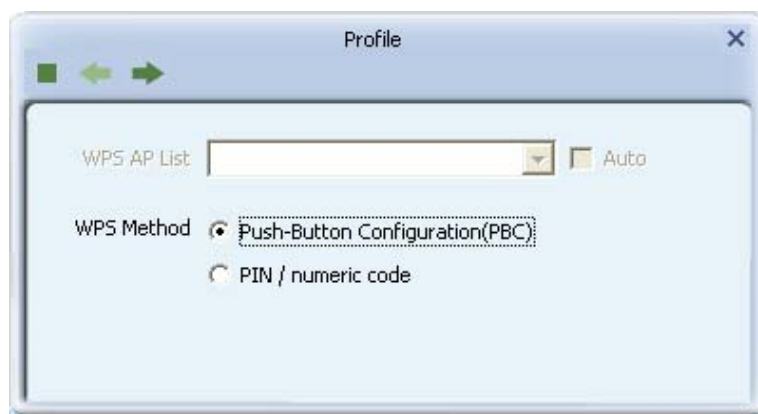 Profile
WPS AP List Auto
WPS Method Push-Button Configuration(PBC)
PIN / numeric code